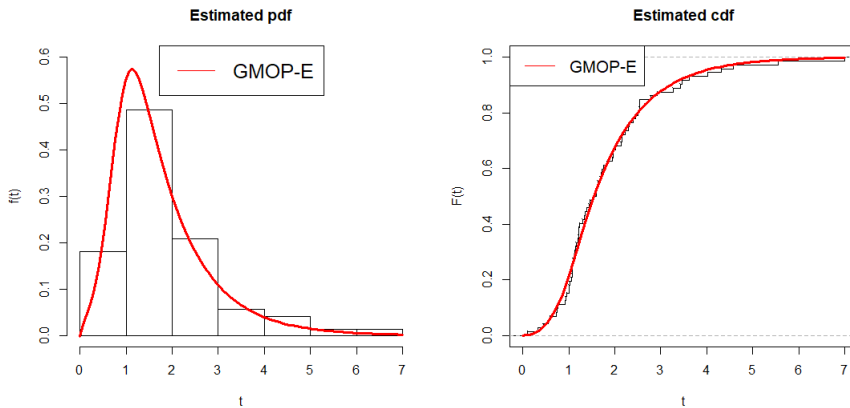 Estimated pdf
GMOP-E
f(t)
0.0 0.1 0.2 0.3 0.4 0.5 0.6
0 1 2 3 4 5 6 7
t
Estimated cdf
GMOP-E
F(t)
0.0 0.2 0.4 0.6 0.8 1.0
0 1 2 3 4 5 6 7
t